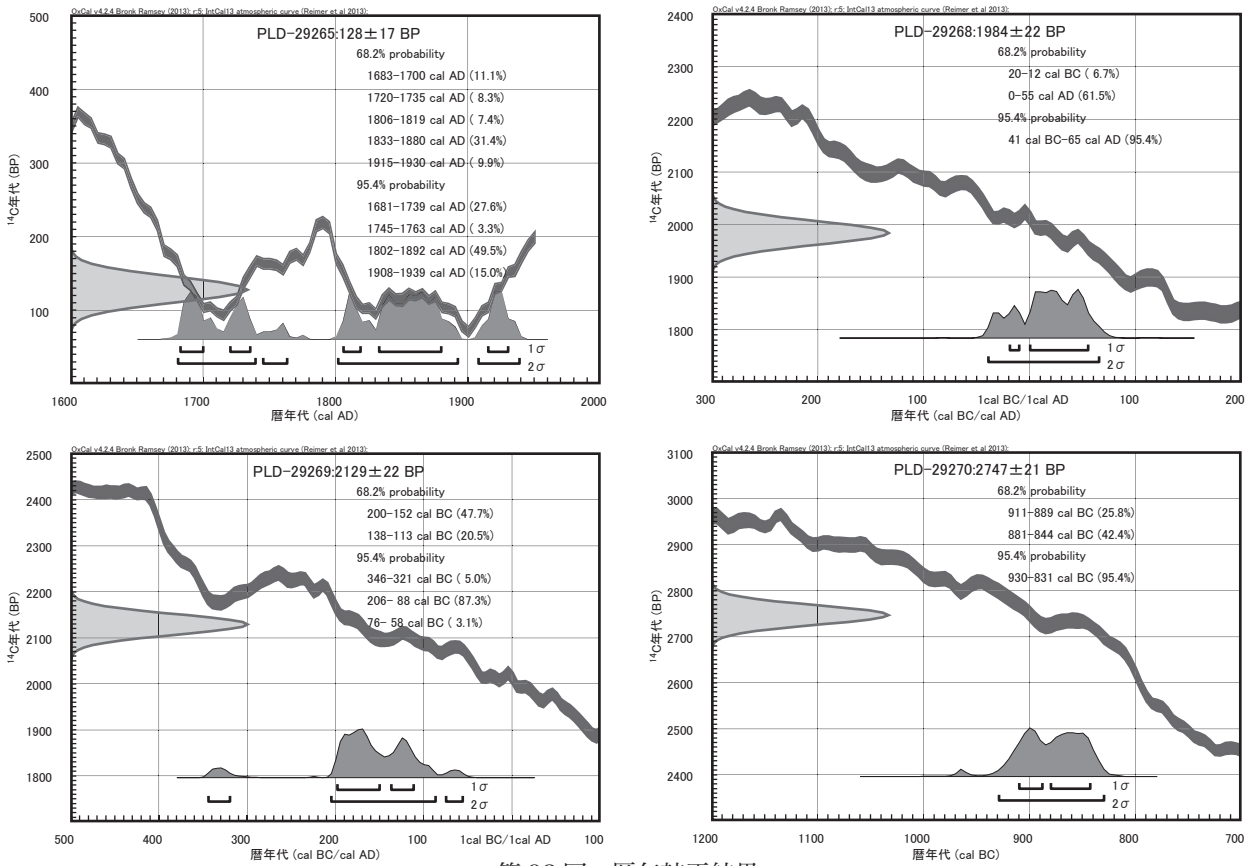 OxCal v4.2.4 Bronk Ramsey (2013); r:5; IntCal13 atmospheric curve (Reimer et al 2013);
PLD-29265:128±17 BP
68.2% probability
1683-1700 cal AD (11.1%)
1720-1735 cal AD ( 8.3%)
1806-1819 cal AD ( 7.4%)
1833-1880 cal AD (31.4%)
1915-1930 cal AD ( 9.9%)
95.4% probability
1681-1739 cal AD (27.6%)
1745-1763 cal AD ( 3.3%)
1802-1892 cal AD (49.5%)
1908-1939 cal AD (15.0%)
500
400
300
200
100
¹⁴C年代 (BP)
1σ
2σ
1600 1700 1800 1900 2000
暦年代 (cal AD)
OxCal v4.2.4 Bronk Ramsey (2013); r:5; IntCal13 atmospheric curve (Reimer et al 2013);
PLD-29268:1984±22 BP
68.2% probability
20-12 cal BC ( 6.7%)
0-55 cal AD (61.5%)
95.4% probability
41 cal BC-65 cal AD (95.4%)
2400
2300
2200
2100
2000
1900
1800
¹⁴C年代 (BP)
1σ
2σ
300 200 100 1cal BC/1cal AD 100 200
暦年代 (cal BC/cal AD)
OxCal v4.2.4 Bronk Ramsey (2013); r:5; IntCal13 atmospheric curve (Reimer et al 2013);
PLD-29269:2129±22 BP
68.2% probability
200-152 cal BC (47.7%)
138-113 cal BC (20.5%)
95.4% probability
346-321 cal BC ( 5.0%)
206- 88 cal BC (87.3%)
76- 58 cal BC ( 3.1%)
2500
2400
2300
2200
2100
2000
1900
1800
¹⁴C年代 (BP)
1σ
2σ
500 400 300 200 100 1cal BC/1cal AD 100
暦年代 (cal BC/cal AD)
OxCal v4.2.4 Bronk Ramsey (2013); r:5; IntCal13 atmospheric curve (Reimer et al 2013);
PLD-29270:2747±21 BP
68.2% probability
911-889 cal BC (25.8%)
881-844 cal BC (42.4%)
95.4% probability
930-831 cal BC (95.4%)
3100
3000
2900
2800
2700
2600
2500
2400
¹⁴C年代 (BP)
1σ
2σ
1200 1100 1000 900 800 700
暦年代 (cal BC)